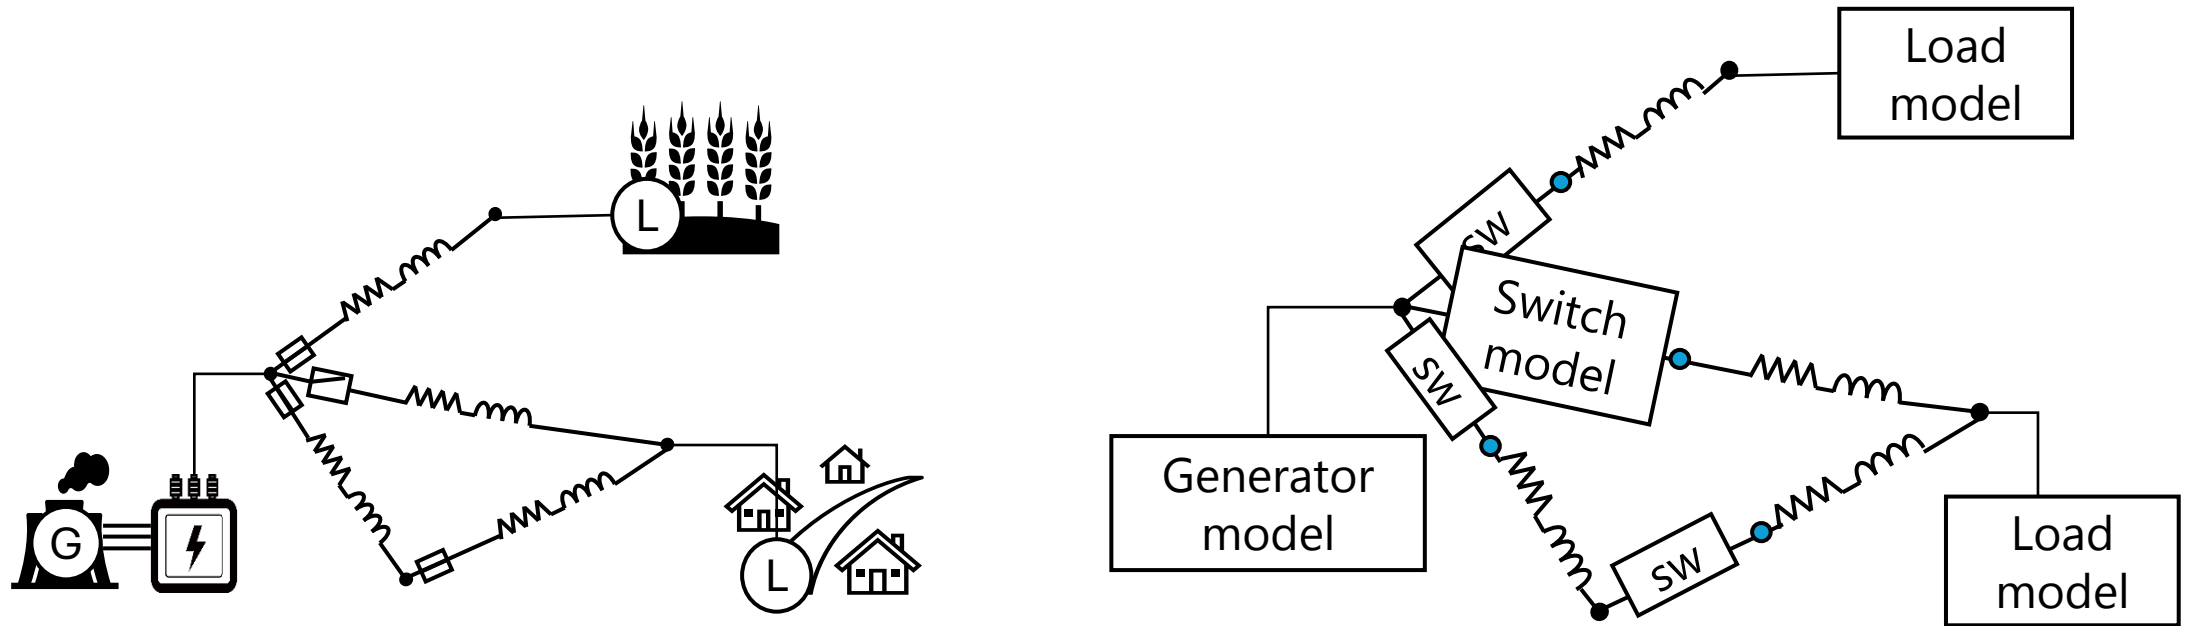 L
G
L
Load
model
sw
Switch
model
sw
Generator
model
sw
Load
model